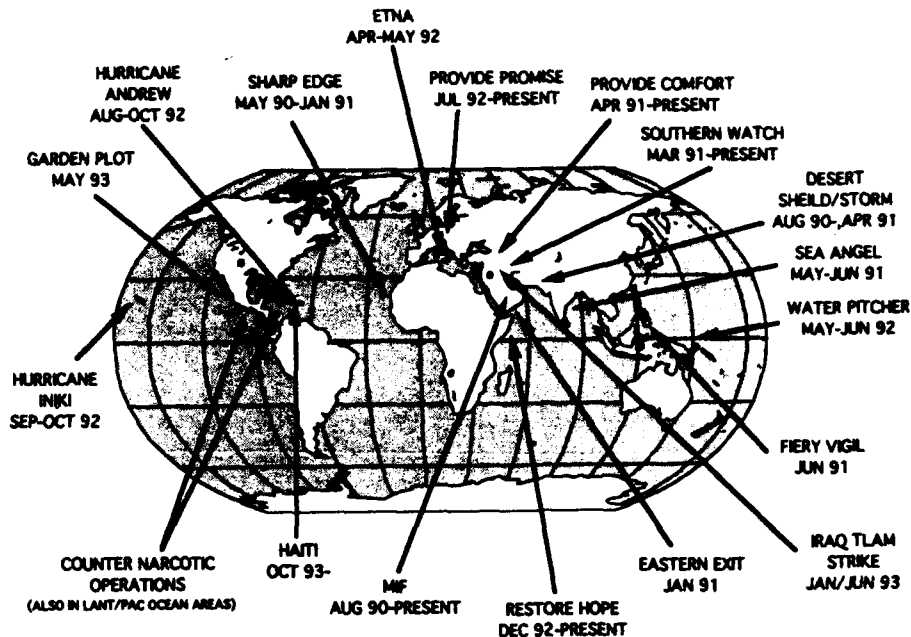 ETNA
APR-MAY 92
HURRICANE
ANDREW
AUG-OCT 92
SHARP EDGE
MAY 90-JAN 91
PROVIDE PROMISE
JUL 92-PRESENT
PROVIDE COMFORT
APR 91-PRESENT
SOUTHERN WATCH
MAR 91-PRESENT
GARDEN PLOT
MAY 93
DESERT
SHEILD/STORM
AUG 90-,APR 91
SEA ANGEL
MAY-JUN 91
WATER PITCHER
MAY-JUN 92
HURRICANE
INIKI
SEP-OCT 92
FIERY VIGIL
JUN 91
COUNTER NARCOTIC
OPERATIONS
(ALSO IN LANT/PAC OCEAN AREAS)
HAITI
OCT 93-
MIF
AUG 90-PRESENT
RESTORE HOPE
DEC 92-PRESENT
EASTERN EXIT
JAN 91
IRAQ TLAM
STRIKE
JAN/JUN 93